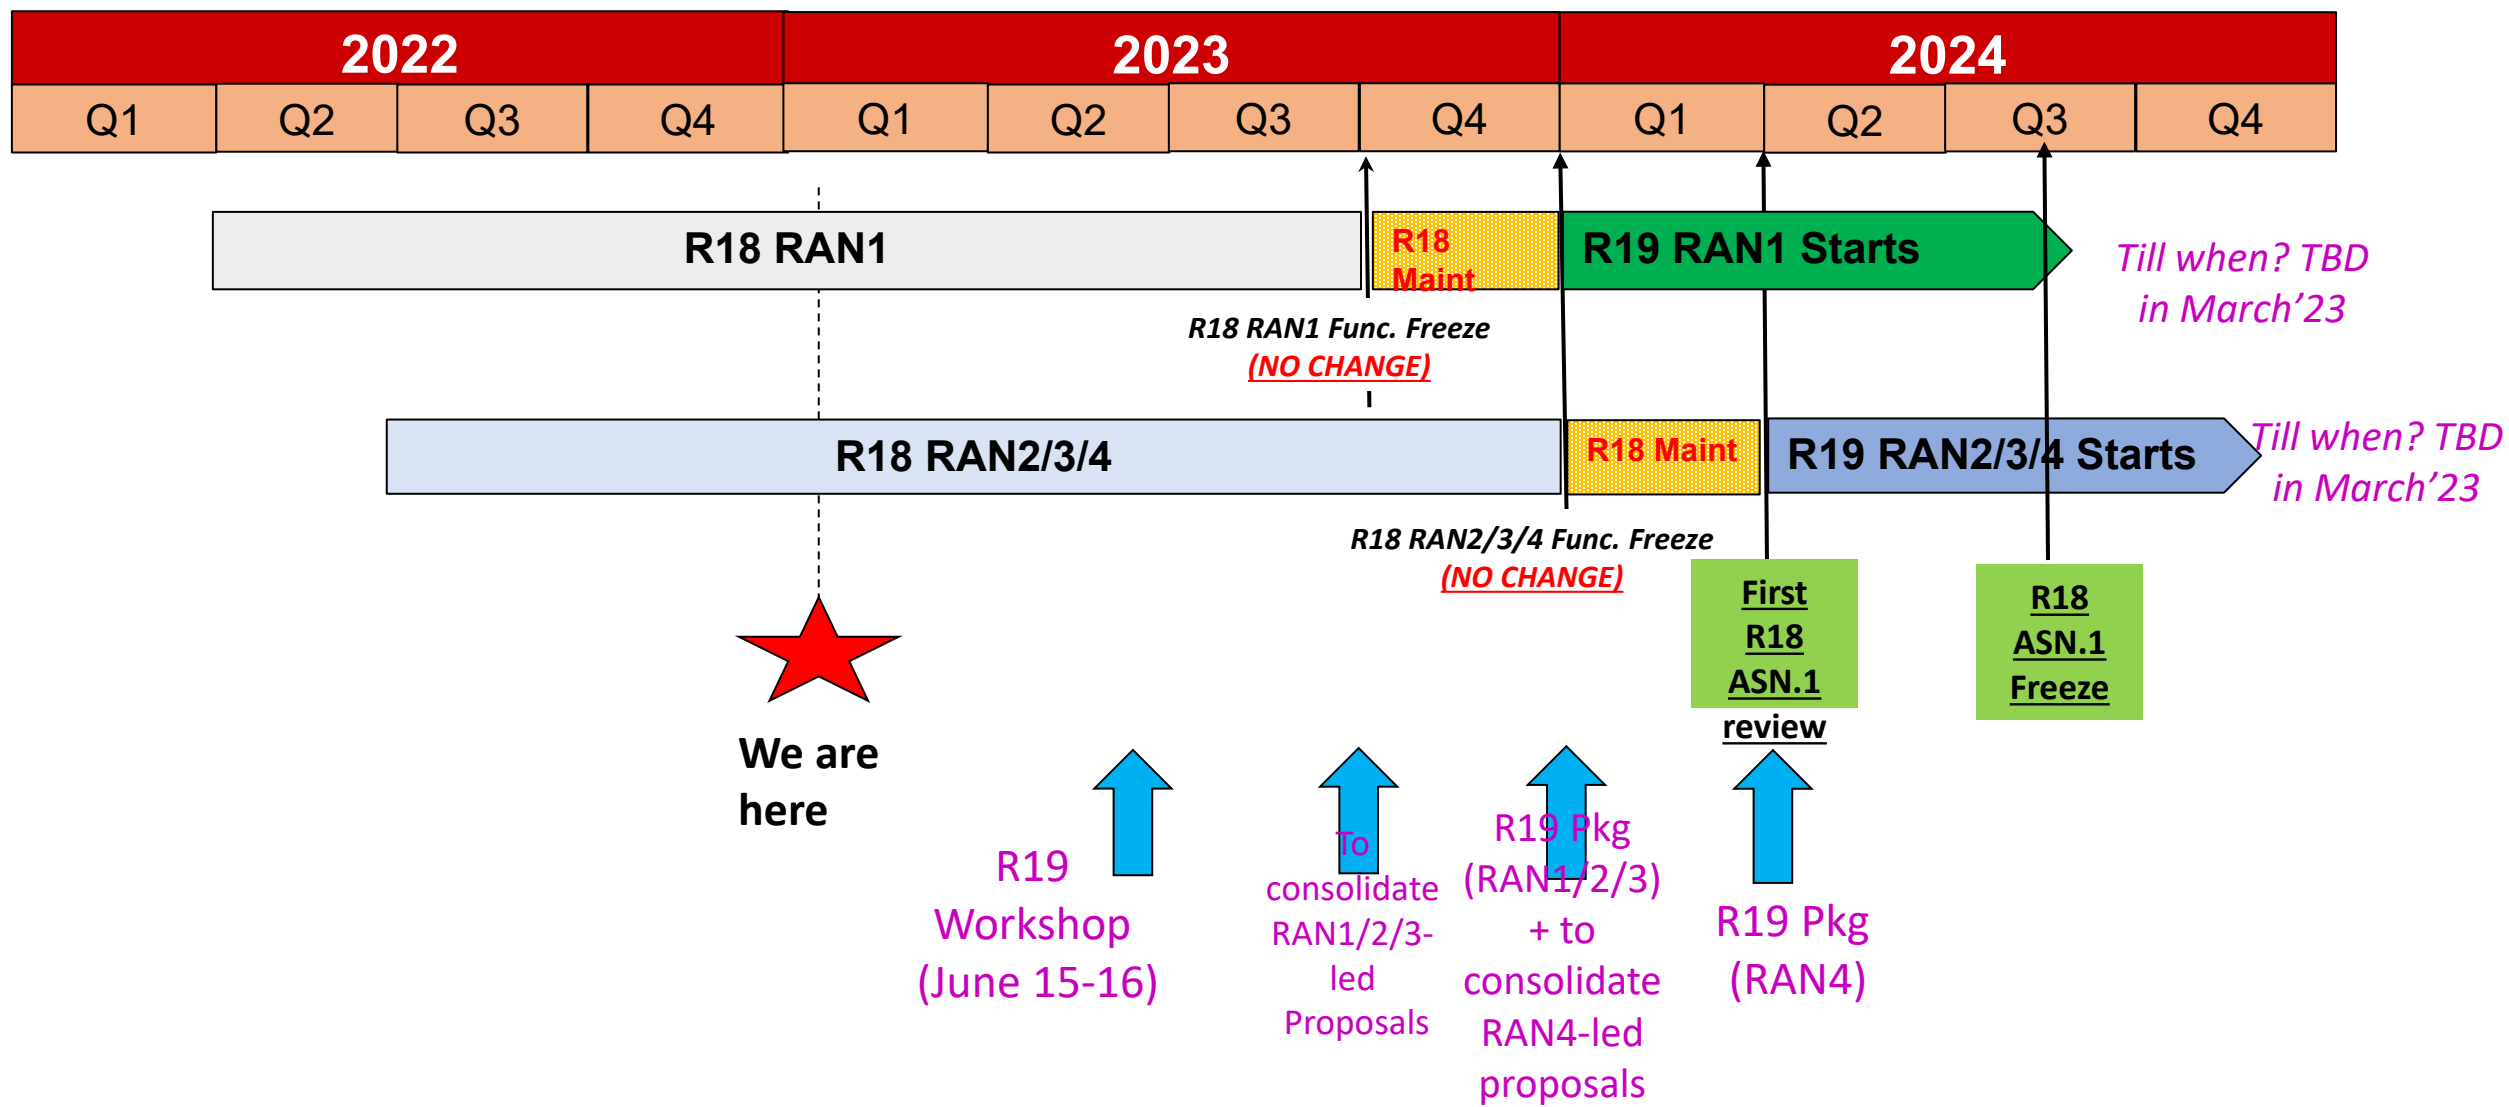 2022
2023
2024
Q1
Q2
Q3
Q4
Q1
Q2
Q3
Q4
Q1
Q2
Q3
Q4
R18 RAN1
R18
Maint
R19 RAN1 Starts
Till when? TBD
in March’23
R18 RAN1 Func. Freeze
(NO CHANGE)
R18 RAN2/3/4
R18 Maint
R19 RAN2/3/4 Starts
Till when? TBD
in March’23
R18 RAN2/3/4 Func. Freeze
(NO CHANGE)
First
R18
ASN.1
review
R18
ASN.1
Freeze
We are
here
R19
Workshop
(June 15-16)
To
consolidate
RAN1/2/3-
led
Proposals
R19 Pkg
(RAN1/2/3)
+ to
consolidate
RAN4-led
proposals
R19 Pkg
(RAN4)